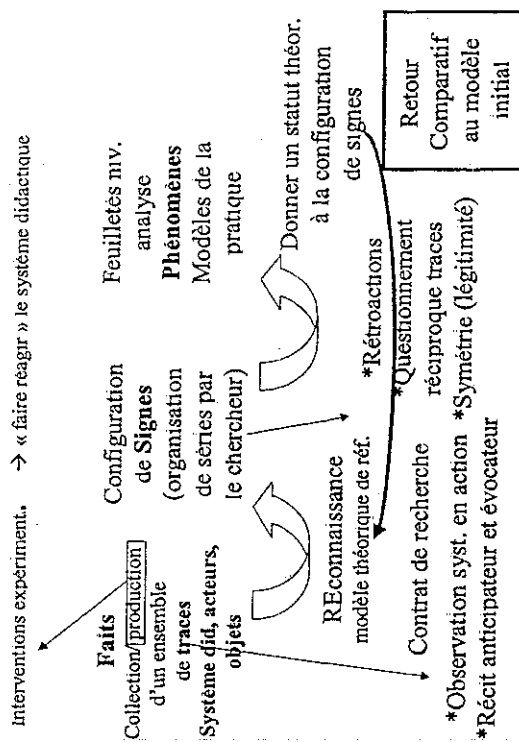 Interventions expérim.. → « faire réagir » le système didactique
Faits
Collection/production
d'un ensemble
de traces
Système did, acteurs,
objets
Configuration
de Signes
(organisation
de séries par
le chercheur)
Feuilletés niv.
analyse
Phénomènes
Modèles de la
pratique
REconnaissance
modèle théorique de réf.
Donner un statut théor.
à la configuration
de signes
Contrat de recherche
*Observation syst. en action
*Récit anticipateur et évocateur
*Rétroactions
*Questionnement
réciproque traces
*Symétrie (légitimité)
Retour
Comparatif
au modèle
initial